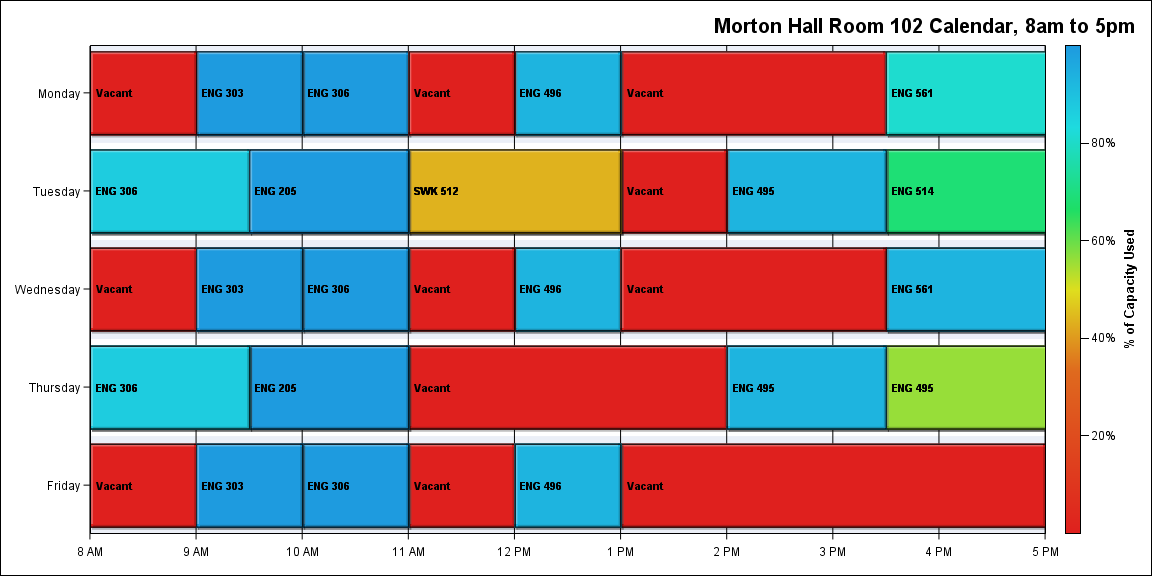 Morton Hall Room 102 Calendar, 8am to 5pm
Monday
Vacant
ENG 303
ENG 306
Vacant
ENG 496
Vacant
ENG 561
Tuesday
ENG 306
ENG 205
SWK 512
Vacant
ENG 495
ENG 514
Wednesday
Vacant
ENG 303
ENG 306
Vacant
ENG 496
Vacant
ENG 561
Thursday
ENG 306
ENG 205
Vacant
ENG 495
ENG 495
Friday
Vacant
ENG 303
ENG 306
Vacant
ENG 496
Vacant
8 AM
9 AM
10 AM
11 AM
12 PM
1 PM
2 PM
3 PM
4 PM
5 PM
80%
60%
40%
20%
% of Capacity Used